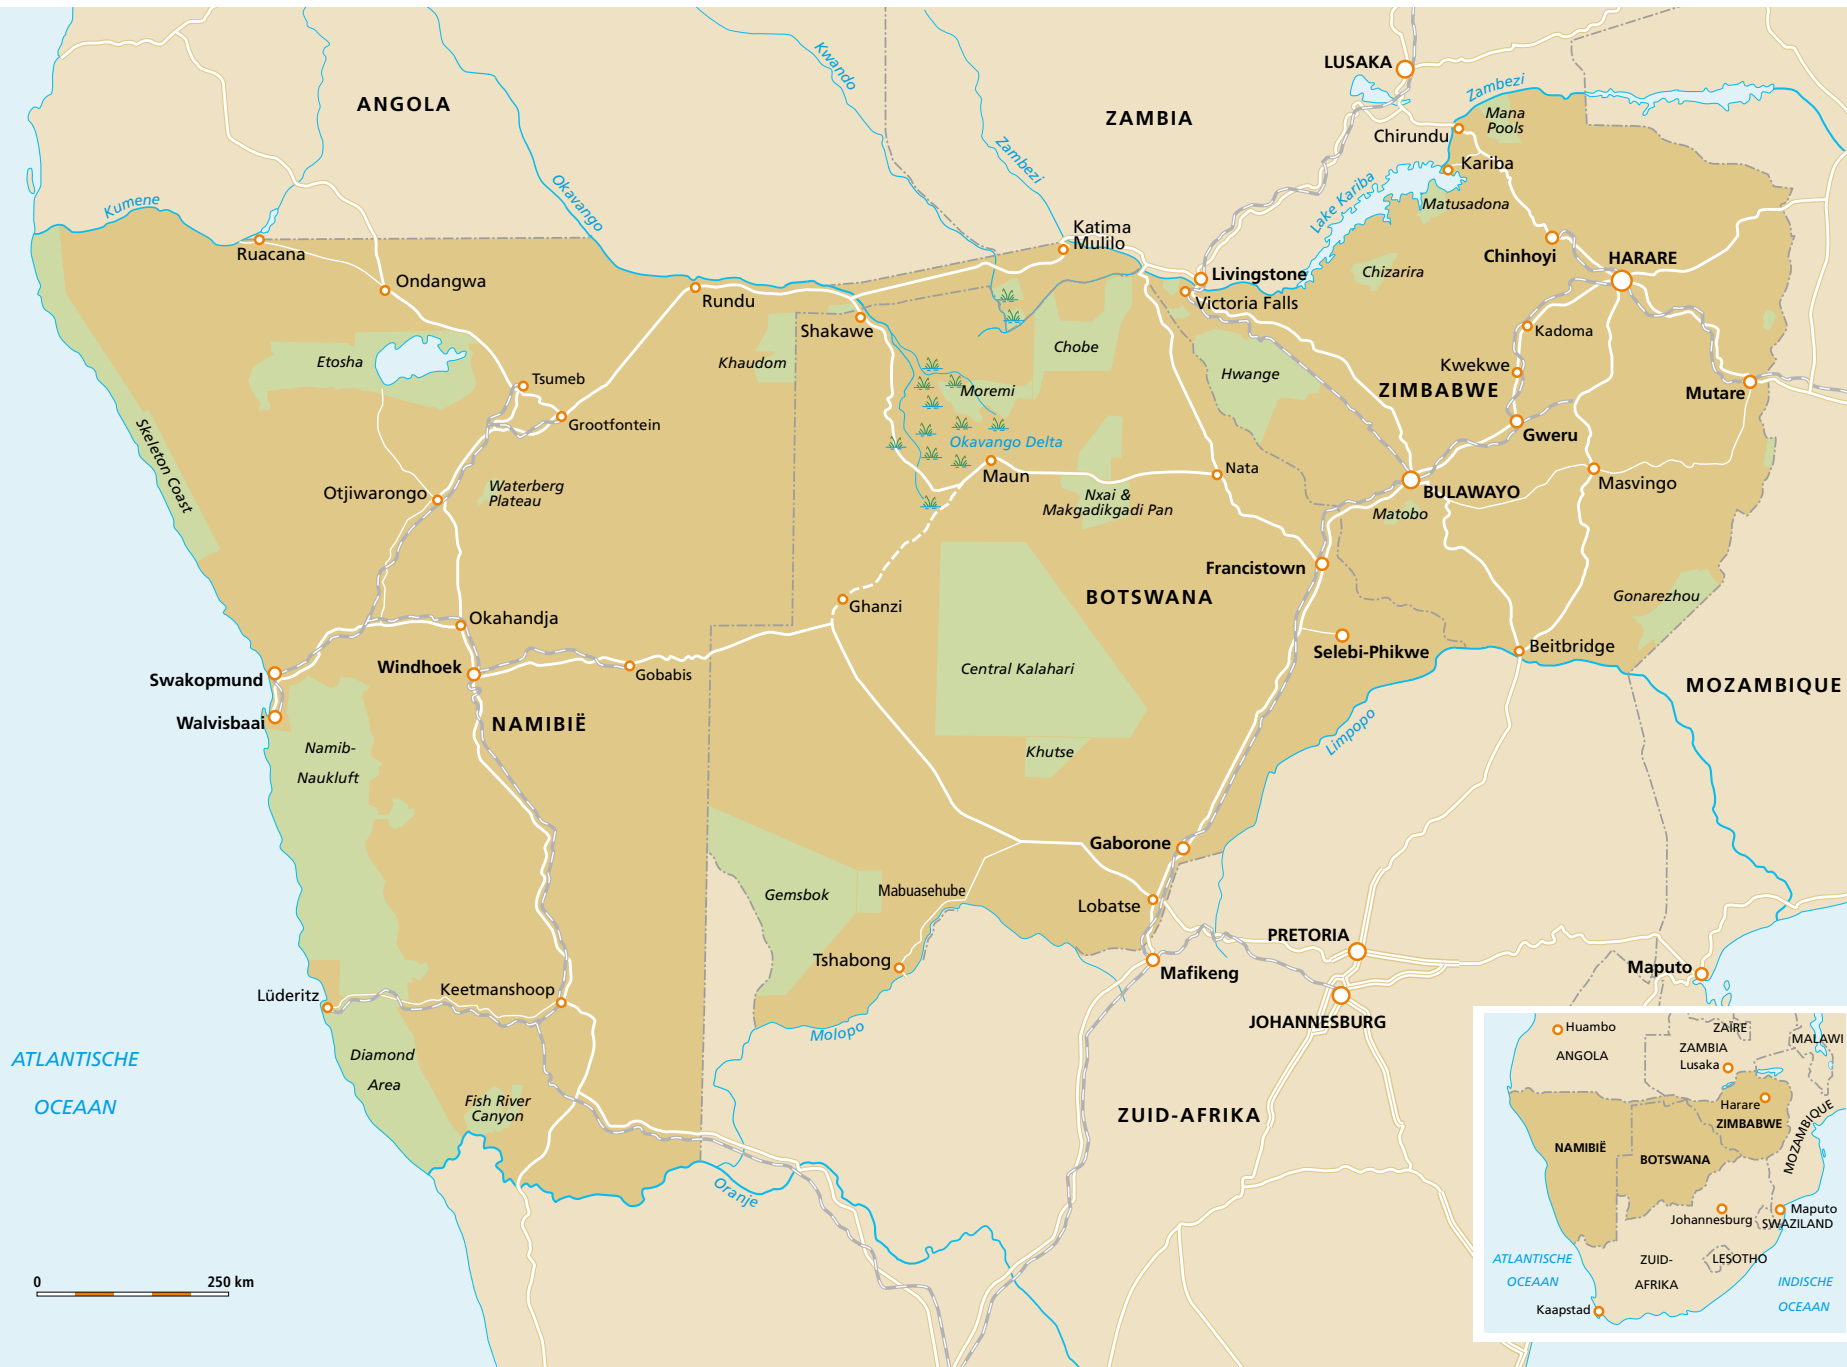 LUSAKA
Zambezi
Kwando
ANGOLA
ZAMBIA
Mana
Pools
Chirundu
Zambezi
Kariba
Okavango
Lake Kariba
Matusadona
Kumene
Katima
Mulilo
Ruacana
Chinhoyi
HARARE
Ondangwa
Livingstone
Chizarira
Rundu
Victoria Falls
Shakawe
Kadoma
Etosha
Khaudom
Chobe
Kwekwe
Tsumeb
Hwange
ZIMBABWE
Moremi
Mutare
Grootfontein
Gweru
Skeleton Coast
Okavango Delta
Nata
Maun
Waterberg
Plateau
Otjiwarongo
Nxai &
Makgadikgadi Pan
BULAWAYO
Masvingo
Matobo
Francistown
BOTSWANA
Gonarezhou
Ghanzi
Okahandja
Beitbridge
Selebi-Phikwe
Windhoek
Swakopmund
Gobabis
Central Kalahari
MOZAMBIQUE
Walvisbaai
NAMIBIË
Limpopo
Namib-
Naukluft
Khutse
Gaborone
Gemsbok
Mabuasehube
Lobatse
PRETORIA
Tshabong
Mafikeng
Maputo
Lüderitz
Keetmanshoop
JOHANNESBURG
Molopo
ATLANTISCHE
OCEAAN
Diamond
Area
Fish River
Canyon
ZUID-AFRIKA
Oranje
0
250 km
Huambo
ZAÏRE
ANGOLA
ZAMBIA
MALAWI
Lusaka
Harare
ZIMBABWE
MOZAMBIQUE
NAMIBIË
BOTSWANA
Maputo
Johannesburg
SWAZILAND
ATLANTISCHE
OCEAAN
ZUID-
AFRIKA
LESOTHO
INDISCHE
OCEAAN
Kaapstad